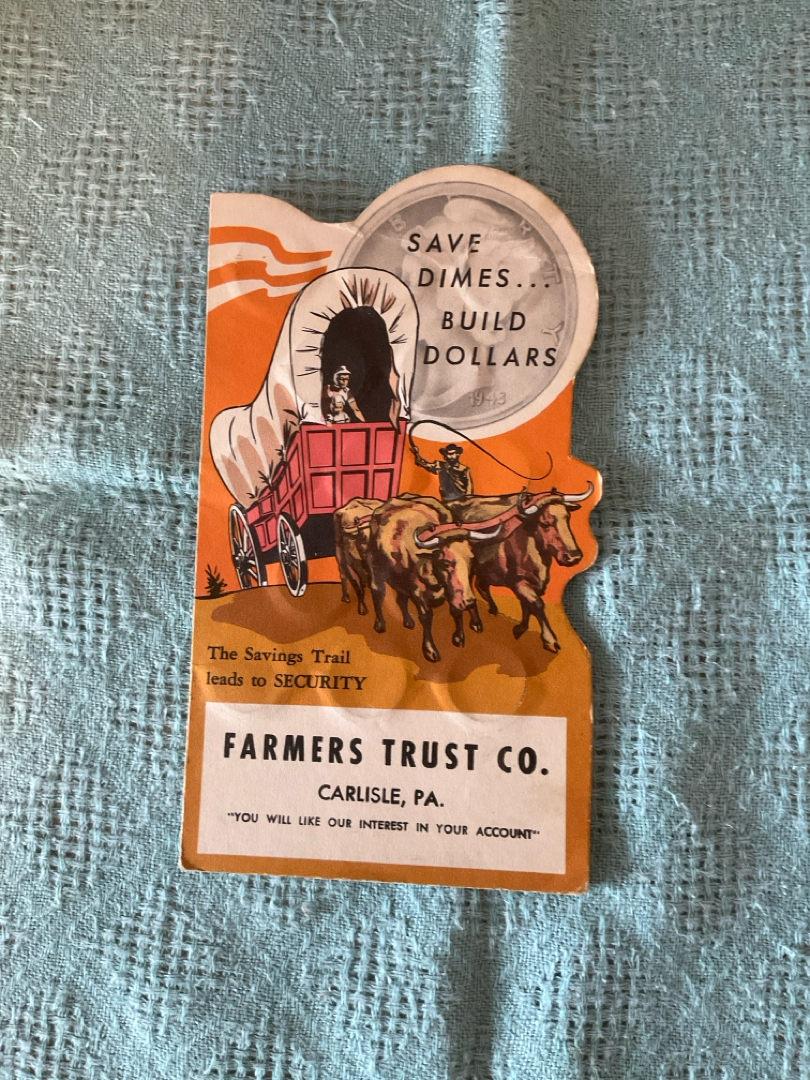 SAVE
DIMES...
BUILD
DOLLARS
1943
The Savings Trail
leads to SECURITY
FARMERS TRUST CO.
CARLISLE, PA.
"YOU WILL LIKE OUR INTEREST IN YOUR ACCOUNT"